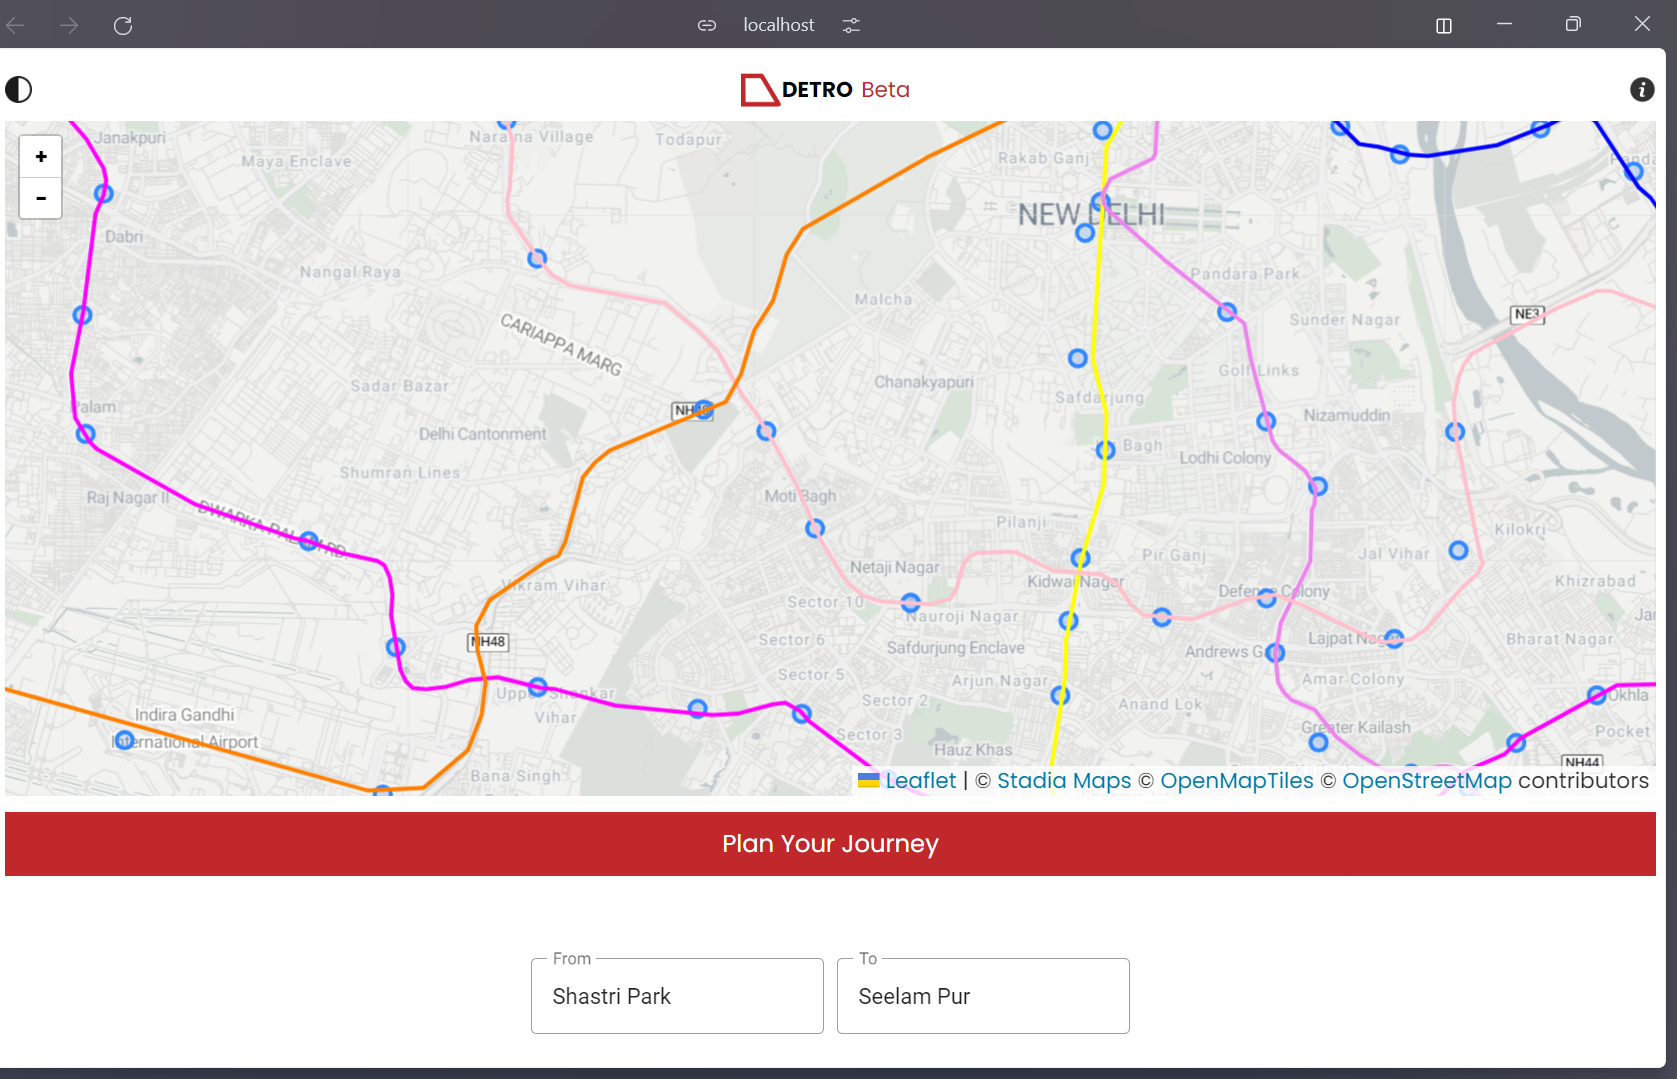 localhost
DETRO Beta
+
-
Janakpuri
Naraina Village
Todapur
Maya Enclave
Rakab Ganj
NEW DELHI
Dabri
Nangal Raya
Pandara Park
Malcha
CARIAPPA MARG
Sunder Nagar
NE3
Sadar Bazar
Chanakyapuri
Golf Links
Safdarjung
Palam
Delhi Cantonment
Nizamuddin
Bagh
Lodhi Colony
Shumran Lines
Raj Nagar II
Moti Bagh
DWARKA PALAM RD
Pilanji
Kilokri
Pir Ganj
Jal Vihar
Netaji Nagar
Kidwai Nagar
Khizrabad
Vikram Vihar
Defence Colony
Sector 10
Nauroji Nagar
NH48
Sector 6
Safdurjung Enclave
Andrews G
Lajpat Nagar
Bharat Nagar
Sector 5
Arjun Nagar
Amar Colony
Uppe Shankar
Vihar
Sector 2
Anand Lok
Okhla
Indira Gandhi
International Airport
Sector 3
Hauz Khas
Greater Kailash
Pocket
Bana Singh
NH44
Leaflet | © Stadia Maps © OpenMapTiles © OpenStreetMap contributors
Plan Your Journey
From
Shastri Park
To
Seelam Pur